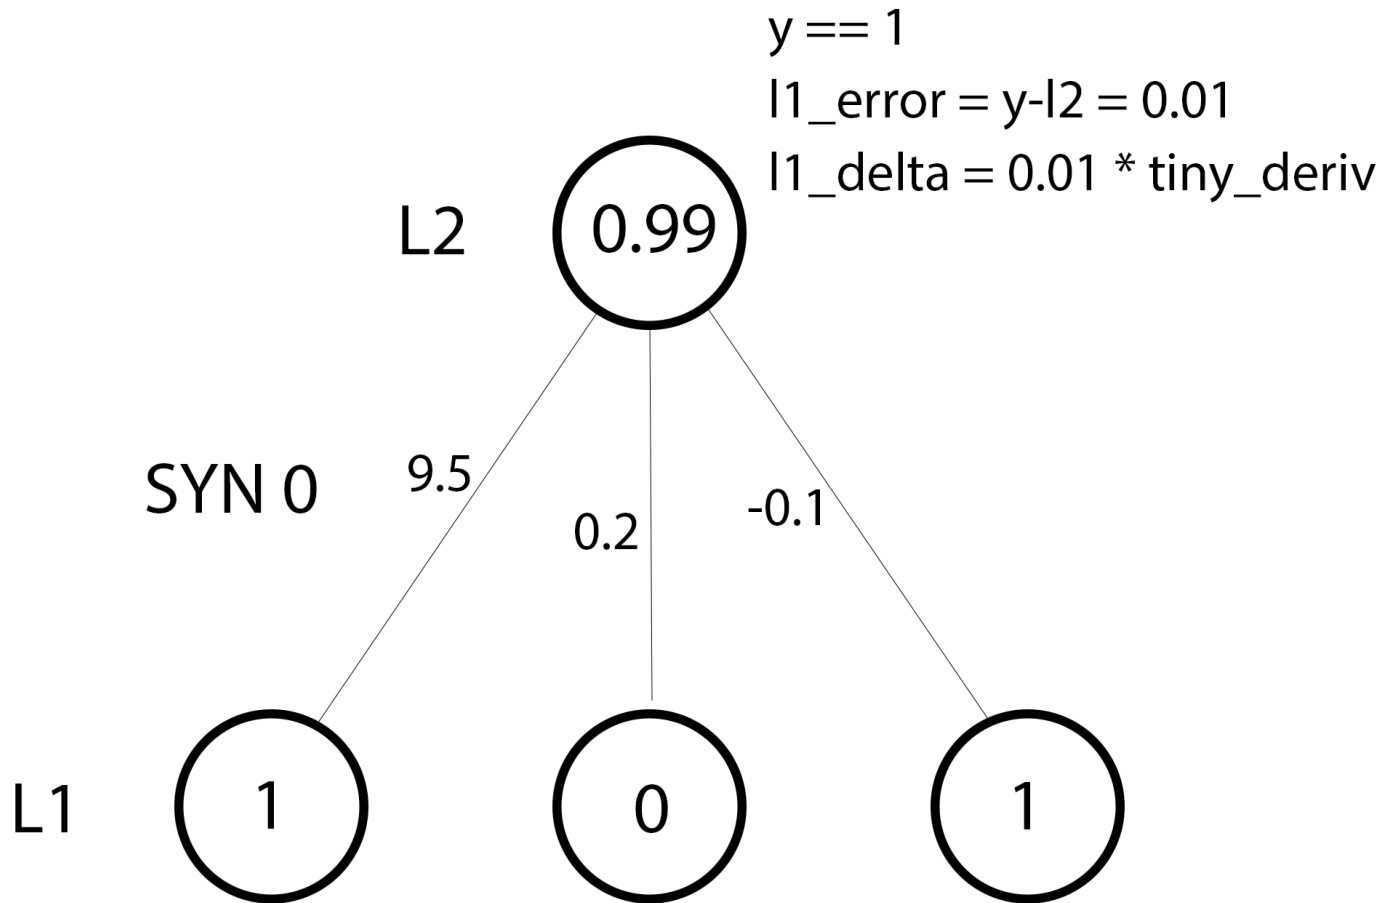 y == 1
l1_error = y-l2 = 0.01
l1_delta = 0.01 * tiny_deriv
L2
0.99
SYN 0
9.5
0.2
-0.1
L1
1
0
1